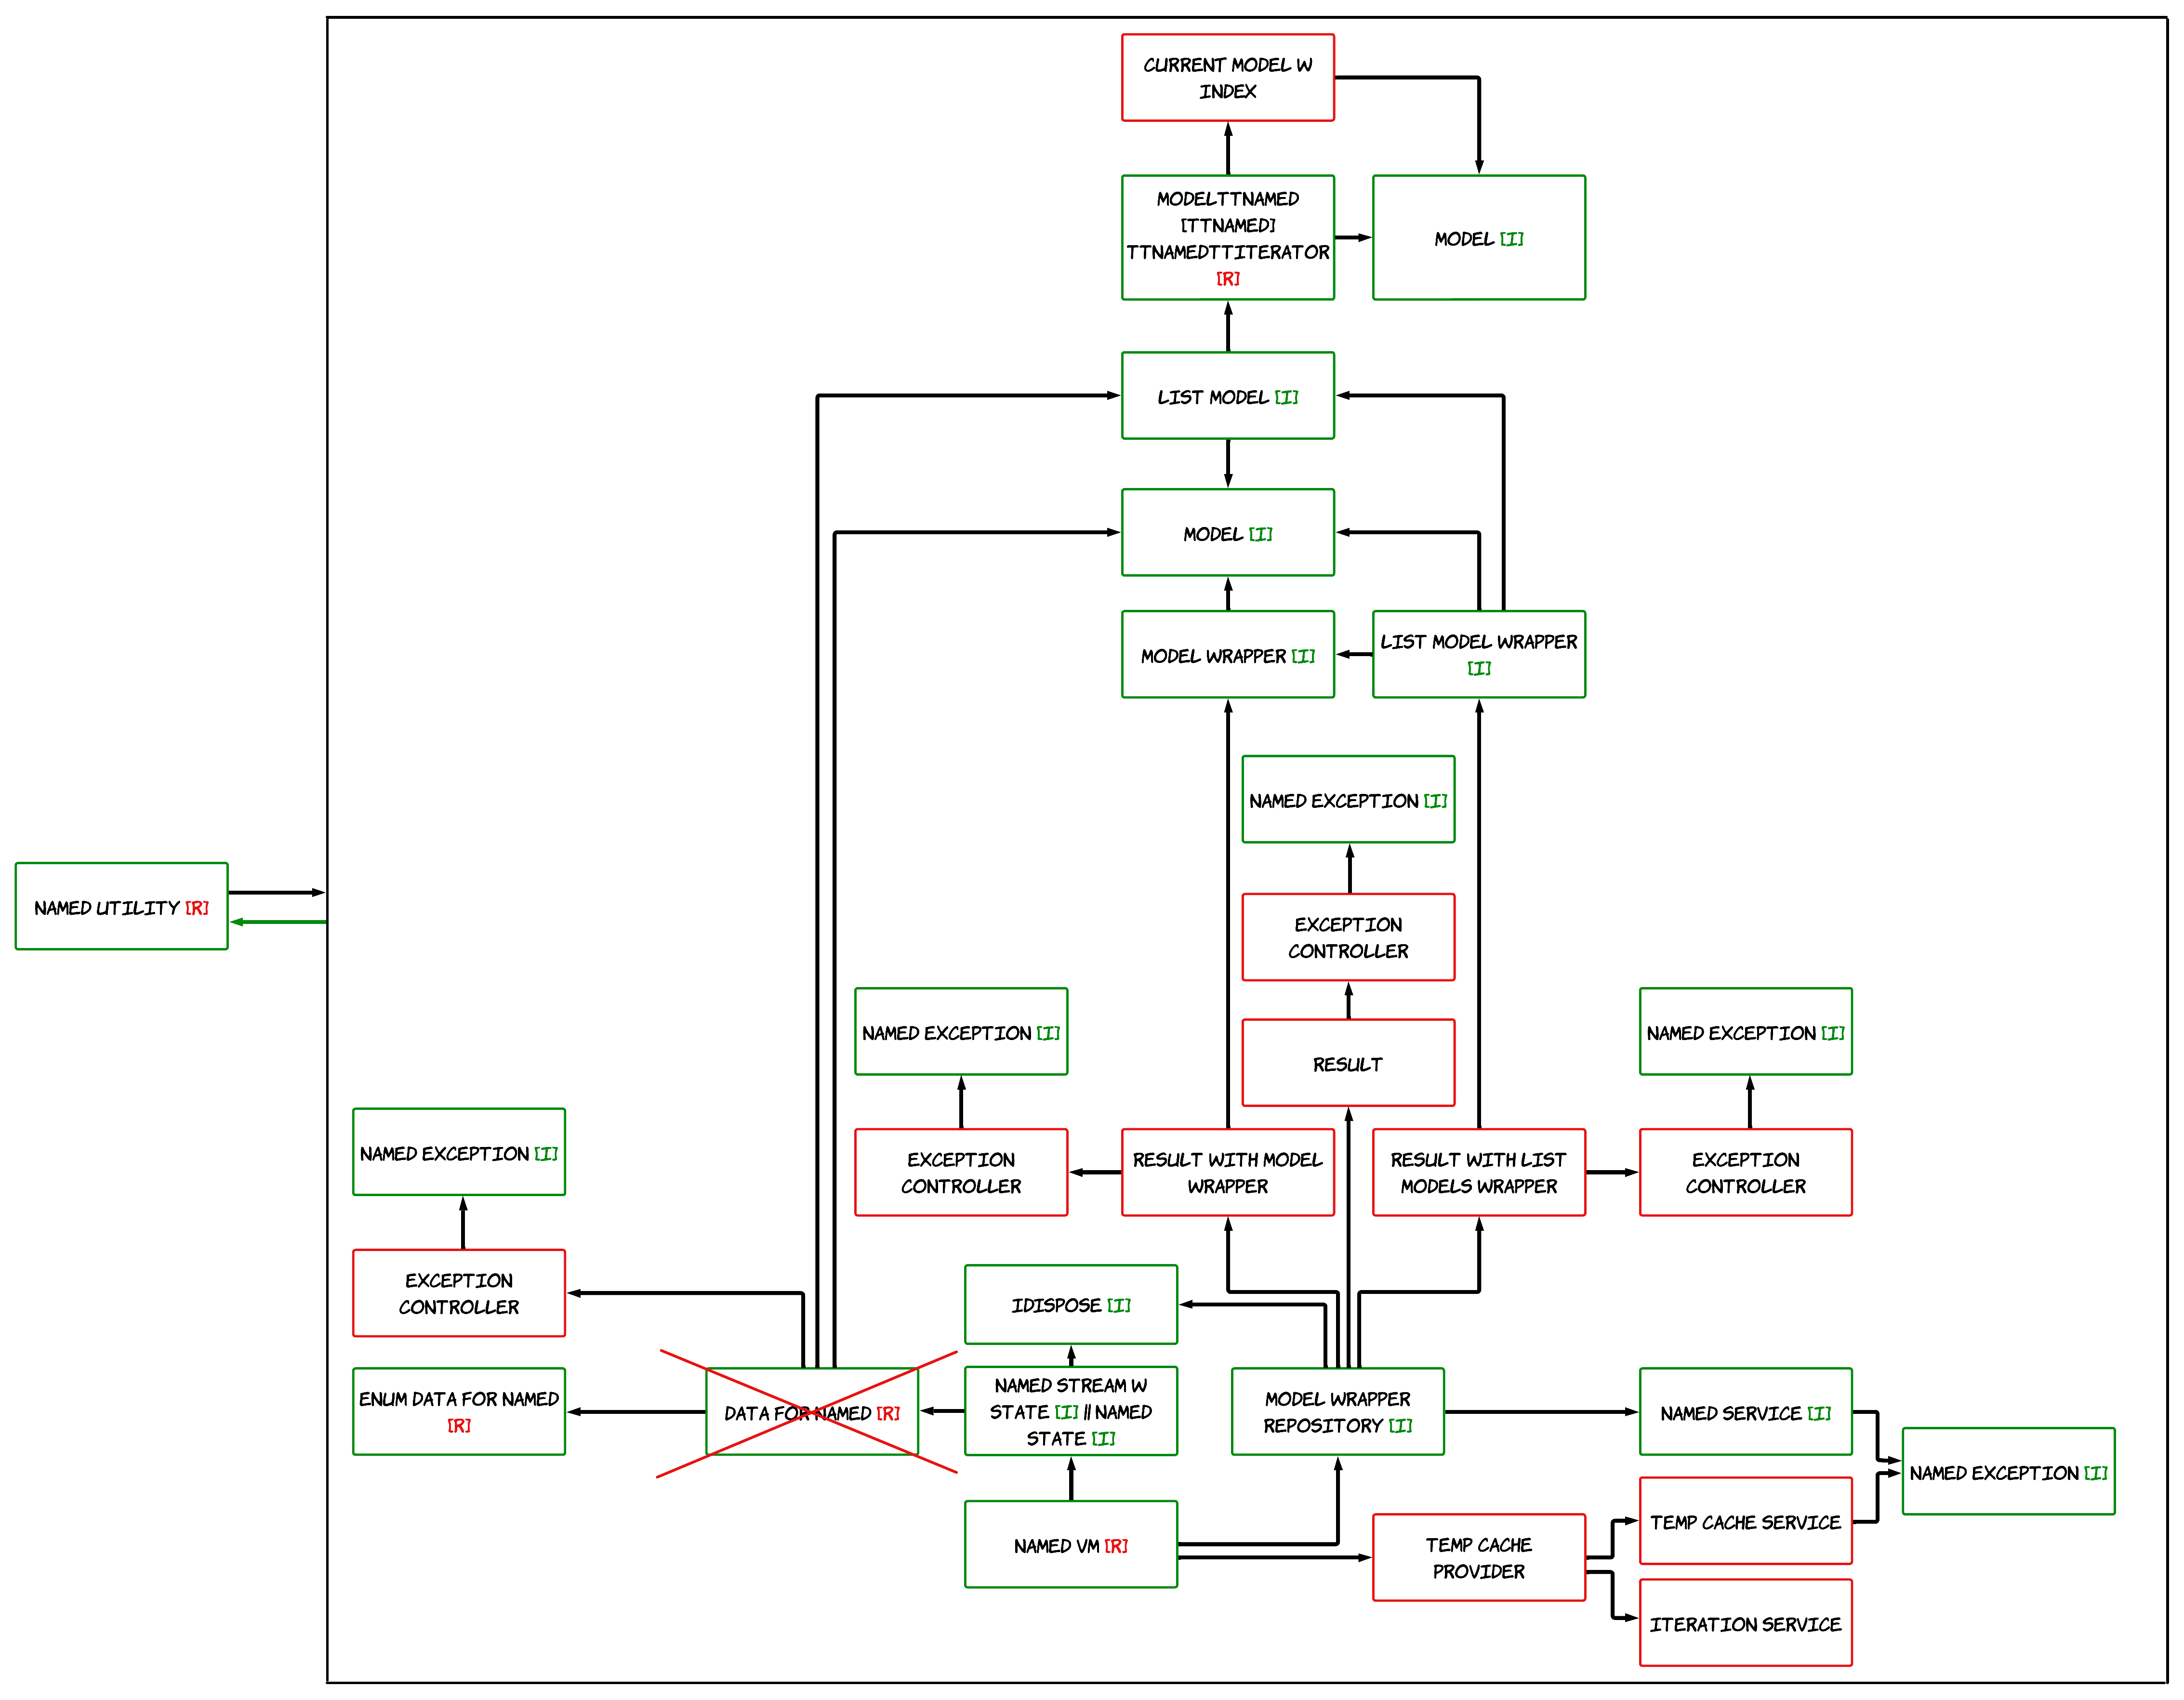 CURRENT MODEL W
INDEX
MODELTTNAMED
[TTNAMED]
TTNAMEDTTITERATOR
[R]
MODEL [I]
LIST MODEL [I]
MODEL [I]
MODEL WRAPPER [I]
LIST MODEL WRAPPER
[I]
NAMED EXCEPTION [I]
NAMED UTILITY [R]
EXCEPTION
CONTROLLER
NAMED EXCEPTION [I]
RESULT
NAMED EXCEPTION [I]
NAMED EXCEPTION [I]
EXCEPTION
CONTROLLER
RESULT WITH MODEL
WRAPPER
RESULT WITH LIST
MODELS WRAPPER
EXCEPTION
CONTROLLER
EXCEPTION
CONTROLLER
IDISPOSE [I]
ENUM DATA FOR NAMED
[R]
DATA FOR NAMED [R]
NAMED STREAM W
STATE [I] || NAMED
STATE [I]
MODEL WRAPPER
REPOSITORY [I]
NAMED SERVICE [I]
NAMED EXCEPTION [I]
NAMED VM [R]
TEMP CACHE
PROVIDER
TEMP CACHE SERVICE
ITERATION SERVICE